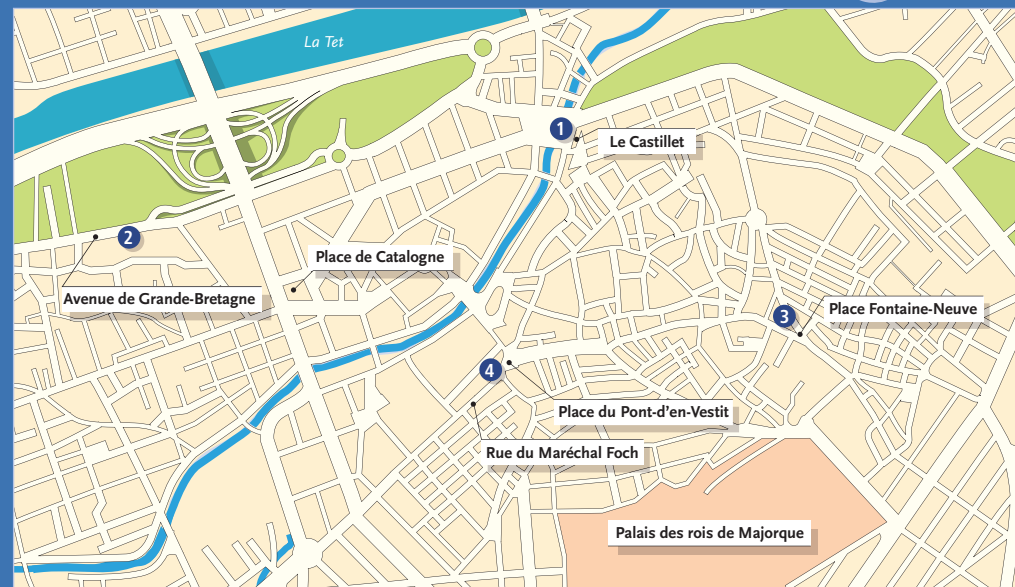 La Tet
1
Le Castillet
2
Place de Catalogne
Avenue de Grande-Bretagne
3
Place Fontaine-Neuve
4
Place du Pont-d'en-Vestit
Rue du Maréchal Foch
Palais des rois de Majorque